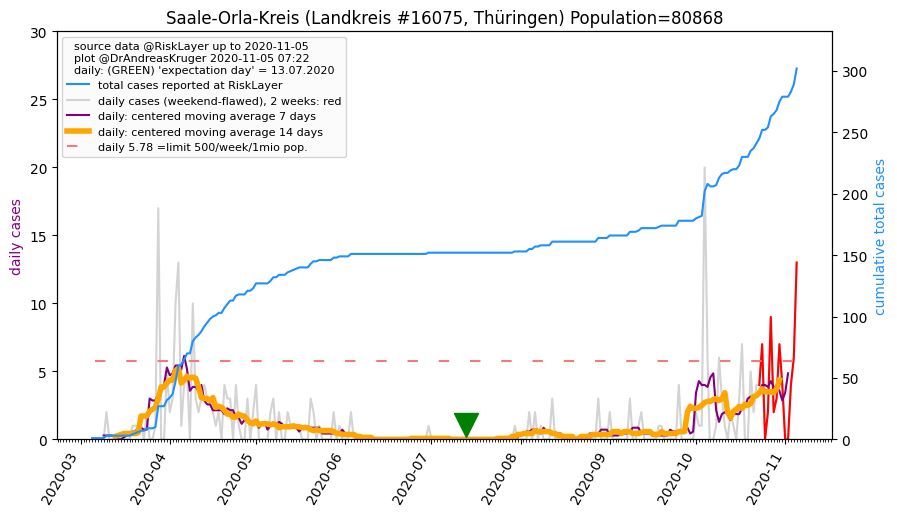 Saale-Orla-Kreis (Landkreis #16075, Thüringen) Population=80868
source data @RiskLayer up to 2020-11-05
plot @DrAndreasKruger 2020-11-05 07:22
daily: (GREEN) 'expectation day' = 13.07.2020
total cases reported at RiskLayer
daily cases (weekend-flawed), 2 weeks: red
daily: centered moving average 7 days
daily: centered moving average 14 days
daily 5.78 =limit 500/week/1mio pop.
daily cases
30
25
20
15
10
5
0
cumulative total cases
300
250
200
150
100
50
0
2020-03
2020-04
2020-05
2020-06
2020-07
2020-08
2020-09
2020-10
2020-11